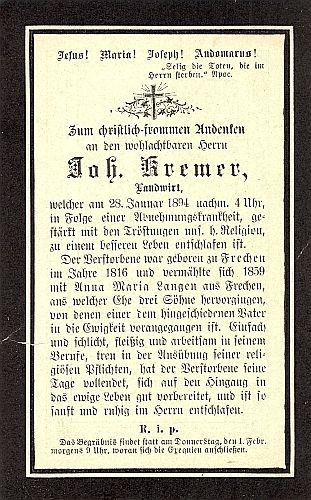 Jesus! Maria! Joseph! Audomarus!
„Selig die Toten, die im
Herrn sterben.“ Apoc.
Zum christlich-frommen Andenken
an den wohlachtbaren Herrn
Joh. Kremer,
Landwirt,
welcher am 28. Januar 1894 nachm. 4 Uhr,
in Folge einer Abnehmungskrankheit, ge-
stärkt mit den Tröstungen uns. h. Religion,
zu einem besseren Leben entschlafen ist.
Der Verstorbene war geboren zu Frechen
im Jahre 1816 und vermählte sich 1859
mit Anna Maria Langen aus Frechen,
aus welcher Ehe drei Söhne hervorgingen,
von denen einer dem hingeschiedenen Vater
in die Ewigkeit vorangegangen ist. Einfach
und schlicht, fleißig und arbeitsam in seinem
Berufe, treu in der Ausübung seiner reli-
giösen Pflichten, hat der Verstorbene seine
Tage vollendet, sich auf den Hingang in
das ewige Leben gut vorbereitet, und ist so
sanft und ruhig im Herrn entschlafen.
R. i. p.
Das Begräbnis findet statt am Donnerstag, den 1. Febr.
morgens 9 Uhr, woran sich die Exequien anschließen.